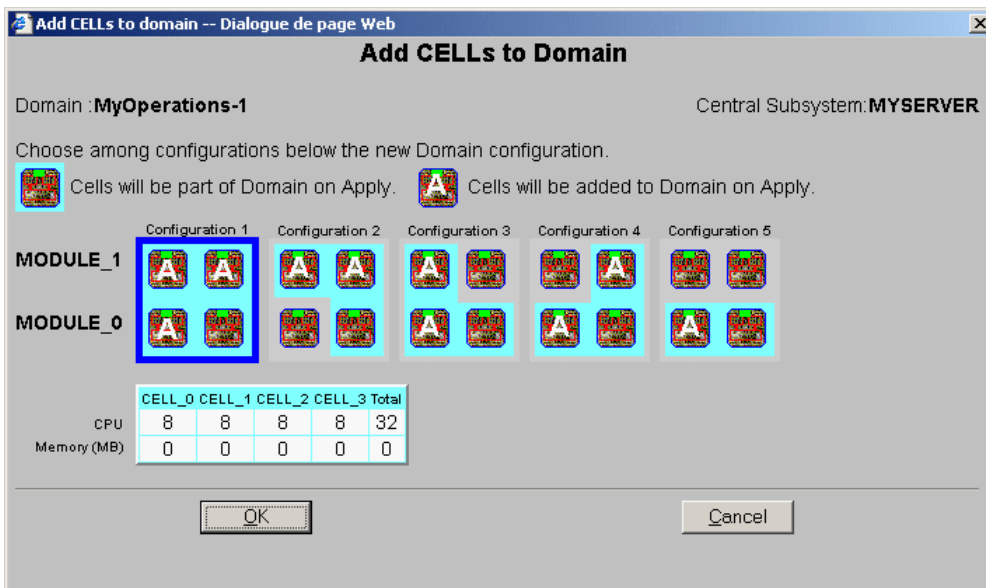 Add CELLs to domain -- Dialogue de page Web
Add CELLs to Domain
Domain :MyOperations-1 Central Subsystem:MYSERVER
Choose among configurations below the new Domain configuration.
Cells will be part of Domain on Apply. A Cells will be added to Domain on Apply.
Configuration 1 Configuration 2 Configuration 3 Configuration 4 Configuration 5
MODULE_1 A A A A A A
MODULE_0 A A A A
CELL_0 CELL_1 CELL_2 CELL_3 Total
CPU 8 8 8 8 32
Memory (MB) 0 0 0 0 0
OK Cancel